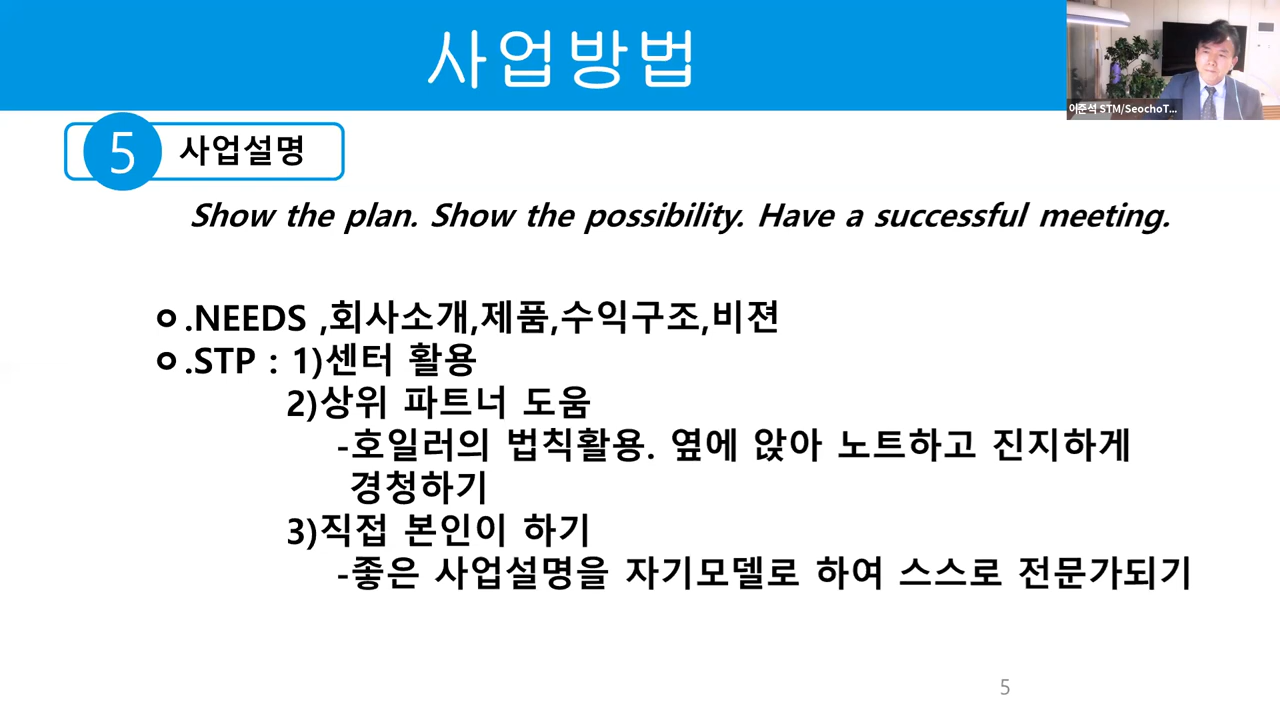 사업방법
이준석 STM/SeochoT...
5 사업설명
Show the plan. Show the possibility. Have a successful meeting.
ㅇ.NEEDS ,회사소개,제품,수익구조,비젼
ㅇ.STP : 1)센터 활용
2)상위 파트너 도움
-호일러의 법칙활용. 옆에 앉아 노트하고 진지하게
경청하기
3)직접 본인이 하기
-좋은 사업설명을 자기모델로 하여 스스로 전문가되기
5